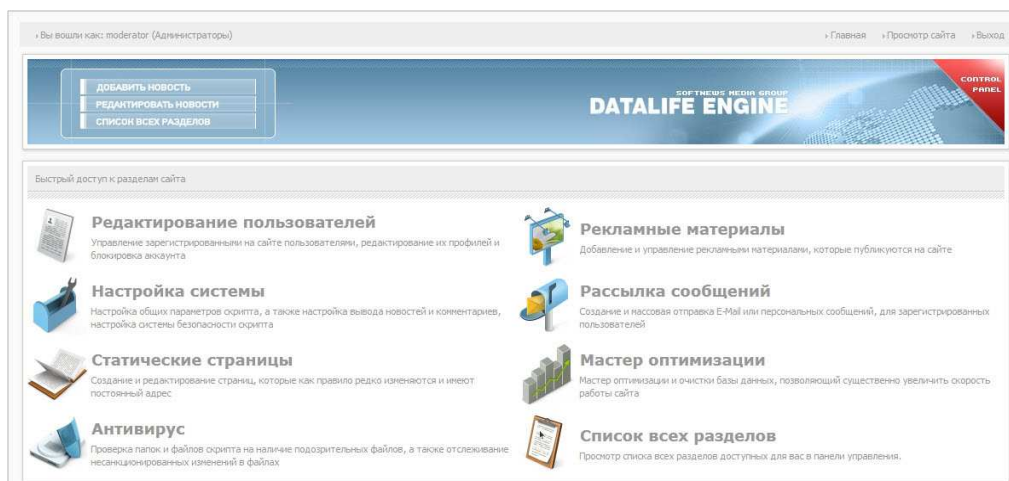 Вы вошли как: moderator (Администраторы)
Главная
Просмотр сайта
Выход
ДОБАВИТЬ НОВОСТЬ
РЕДАКТИРОВАТЬ НОВОСТИ
СПИСОК ВСЕХ РАЗДЕЛОВ
SOFTNEWS MEDIA GROUP
DATALIFE ENGINE
CONTROL
PANEL
Быстрый доступ к разделам сайта
Редактирование пользователей
Управление зарегистрированными на сайте пользователями, редактирование их профилей и
блокировка аккаунта
Рекламные материалы
Добавление и управление рекламными материалами, которые публикуются на сайте
Настройка системы
Настройка общих параметров скрипта, а также настройка вывода новостей и комментариев,
настройка системы безопасности скрипта
Рассылка сообщений
Создание и массовая отправка E-Mail или персональных сообщений, для зарегистрированных
пользователей
Статические страницы
Создание и редактирование страниц, которые как правило редко изменяются и имеют
постоянный адрес
Мастер оптимизации
Мастер оптимизации и очистки базы данных, позволяющий существенно увеличить скорость
работы сайта
Антивирус
Проверка папок и файлов скрипта на наличие подозрительных файлов, а также отслеживание
несанкционированных изменений в файлах
Список всех разделов
Просмотр списка всех разделов доступных для вас в панели управления.